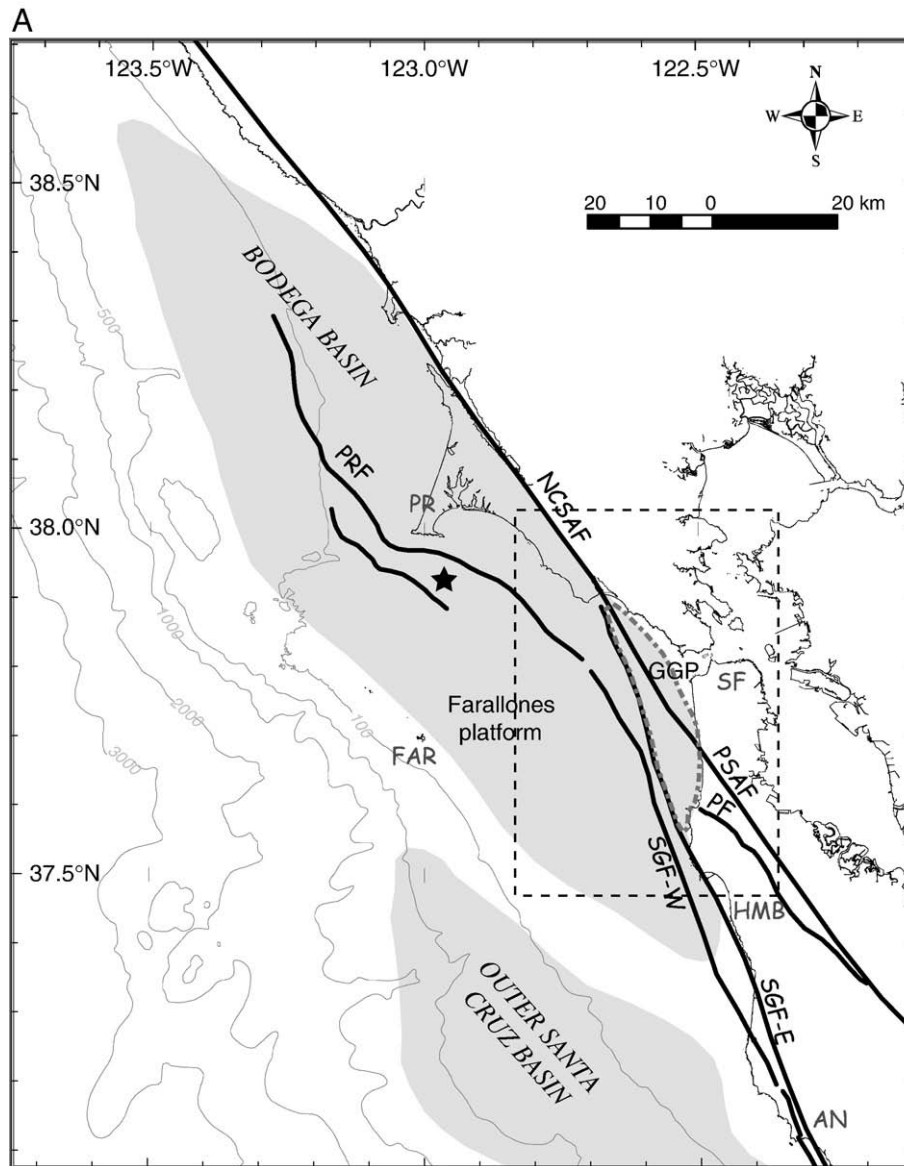 A
123.5°W
123.0°W
122.5°W
N
W
E
S
38.5°N
20
10
0
20 km
BODEGA BASIN
500
PRF
PR
NCSAF
38.0°N
1000
2000
3000
100
GGP
SF
Farallones
platform
FAR
PSAF
PF
SGF-W
37.5°N
HMB
OUTER SANTA
CRUZ BASIN
SGF-E
AN